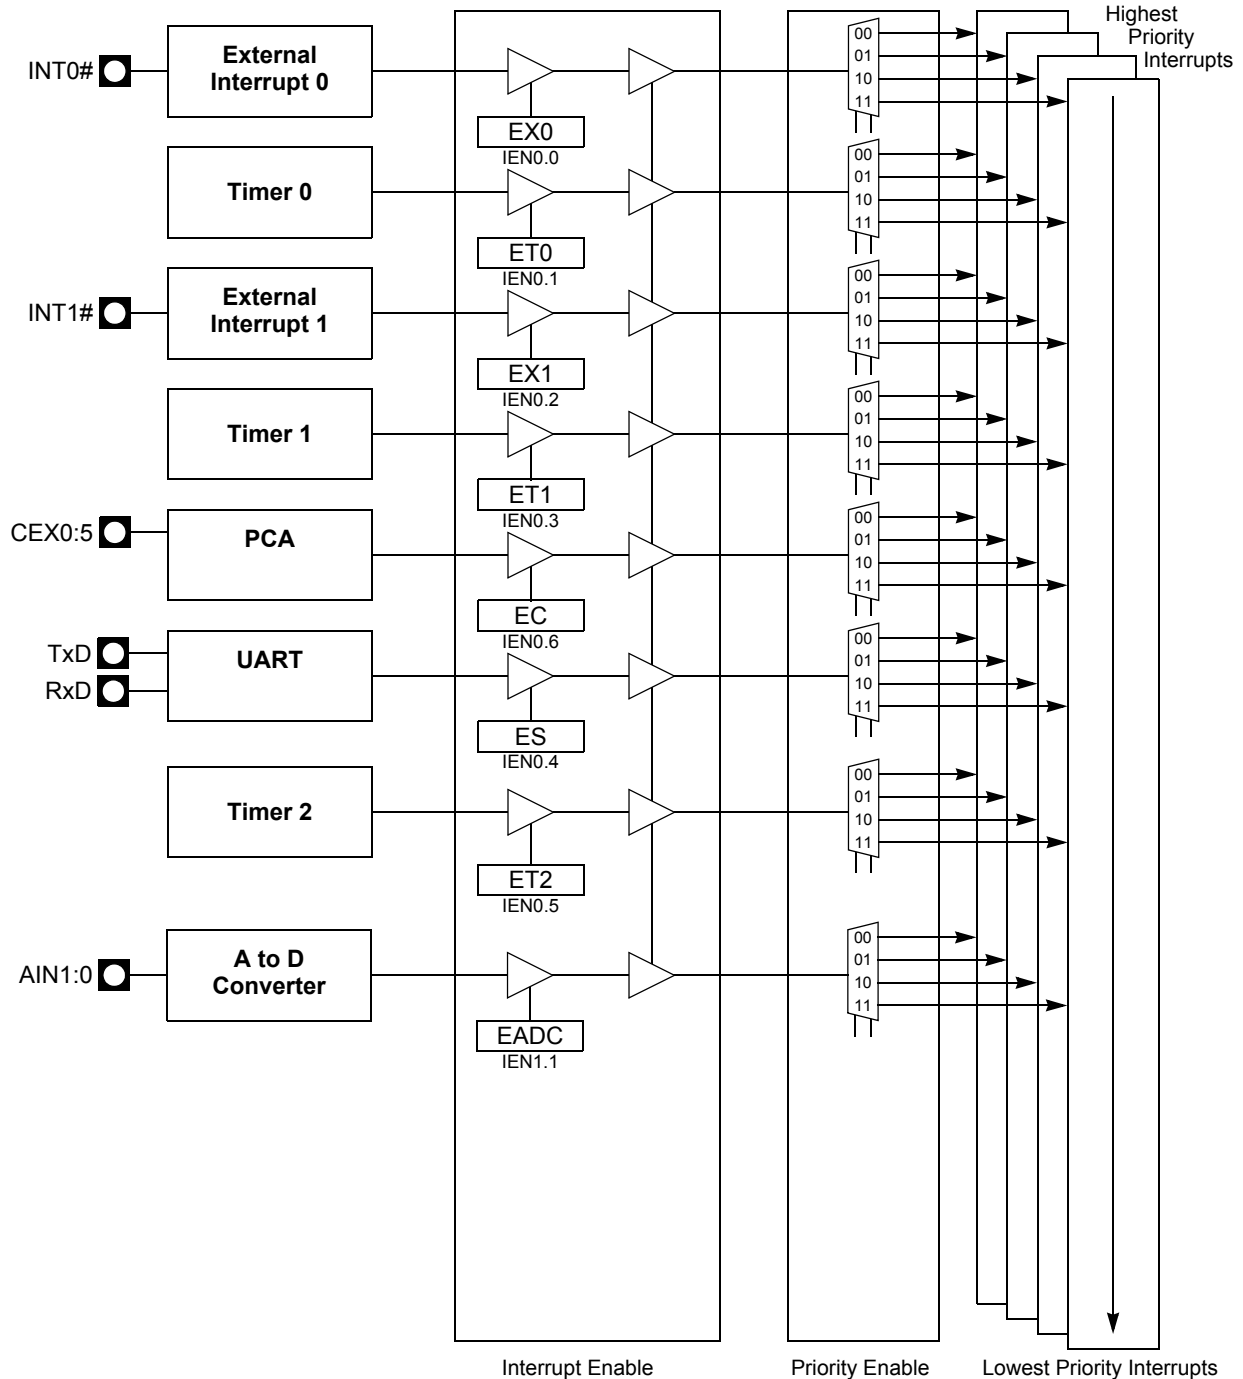 Highest
Priority
Interrupts
INT0#
External
Interrupt 0
EX0
IEN0.0
00
01
10
11
Timer 0
ET0
IEN0.1
00
01
10
11
INT1#
External
Interrupt 1
EX1
IEN0.2
00
01
10
11
Timer 1
ET1
IEN0.3
00
01
10
11
CEX0:5
PCA
EC
IEN0.6
00
01
10
11
TxD
RxD
UART
ES
IEN0.4
00
01
10
11
Timer 2
ET2
IEN0.5
00
01
10
11
AIN1:0
A to D
Converter
EADC
IEN1.1
00
01
10
11
Interrupt Enable
Priority Enable
Lowest Priority Interrupts